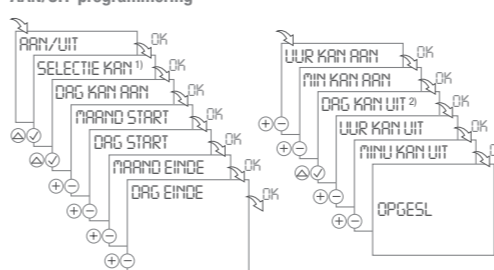 AAN/UIT programmering
AAN/UIT
OK
SELECTIE KAN 1)
OK
DAG KAN AAN
OK
MAAND START
OK
DAG START
OK
MAAND EINDE
OK
DAG EINDE
OK
UUR KAN AAN
OK
MIN KAN AAN
OK
DAG KAN UIT 2)
OK
UUR KAN UIT
OK
MINU KAN UIT
OPGESL